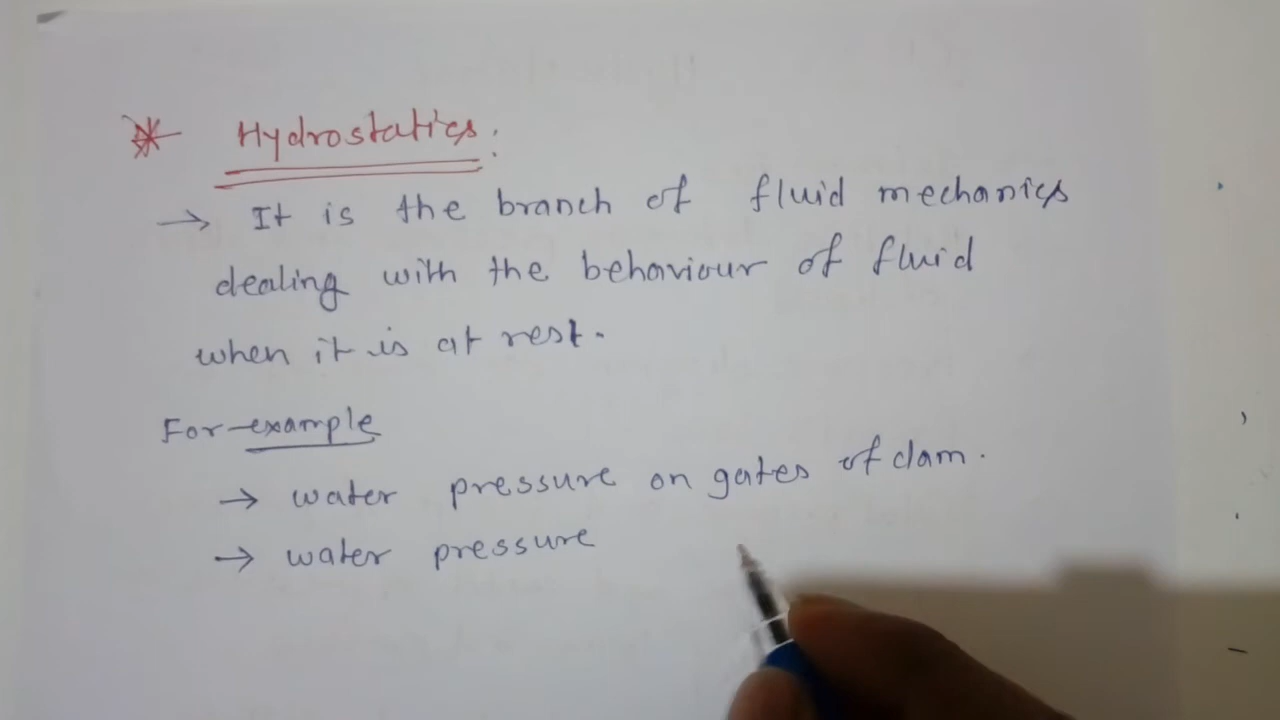 * Hydrostatics:
→ It is the branch of fluid mechanics
dealing with the behaviour of fluid
when it is at rest.
For example
→ water pressure on gates of dam.
→ water pressure